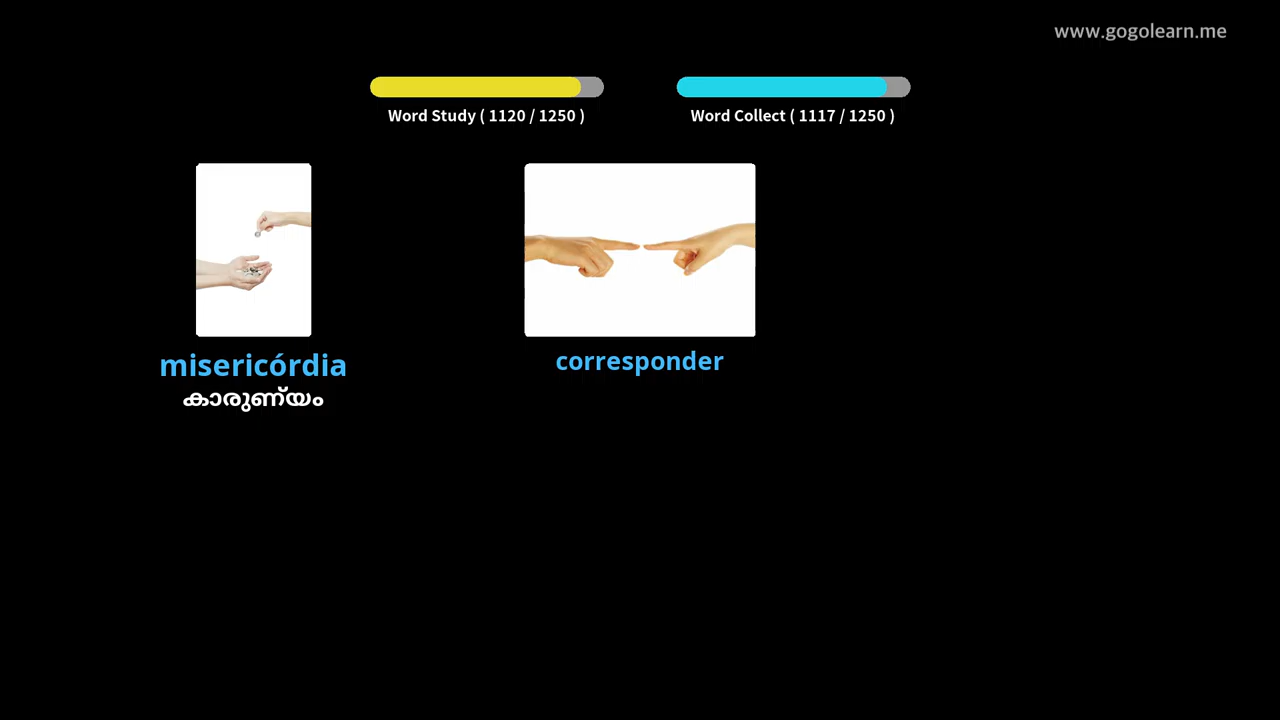 www.gogolearn.me
Word Study ( 1120 / 1250 )
Word Collect ( 1117 / 1250 )
misericórdia
കാരുണ്യം
corresponder